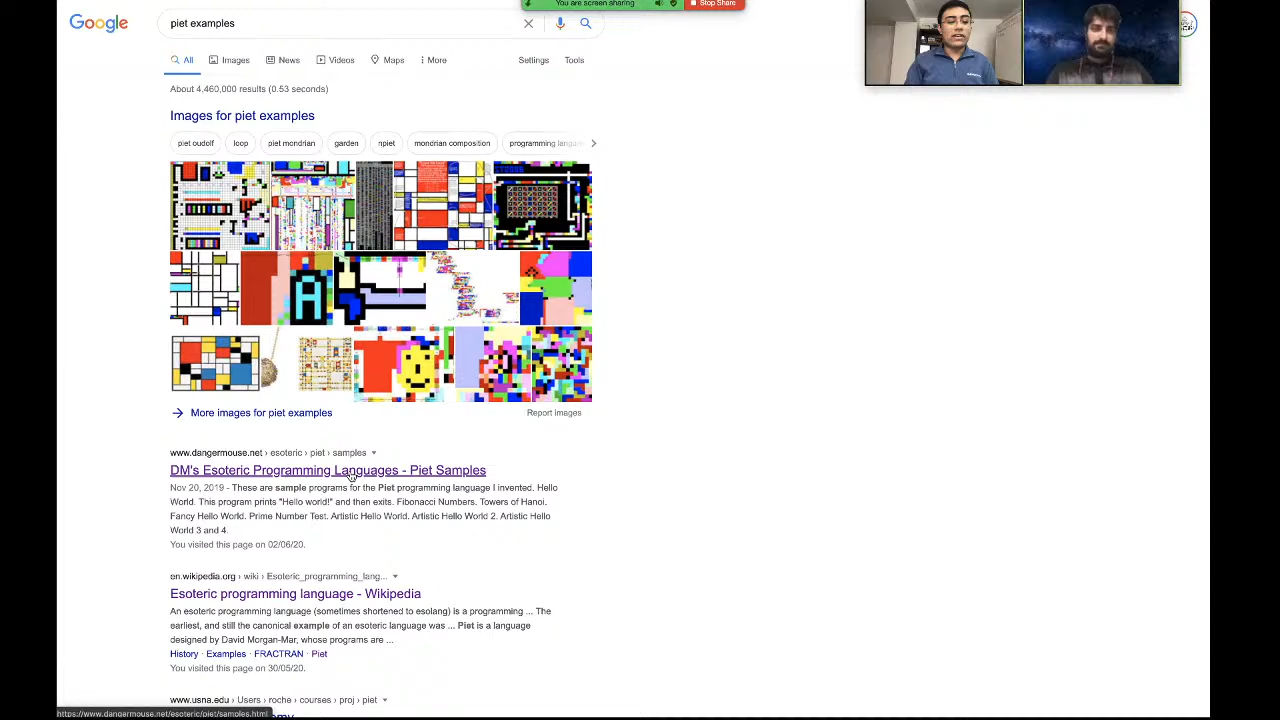 You are screen sharing
Stop Share
Google
piet examples
All
Images
News
Videos
Maps
More
Settings
Tools
About 4,460,000 results (0.53 seconds)
Images for piet examples
piet oudolf
loop
piet mondrian
garden
npiet
mondrian composition
programming langua
A
More images for piet examples
Report images
www.dangermouse.net › esoteric › piet › samples
DM's Esoteric Programming Languages - Piet Samples
Nov 20, 2019 - These are sample programs for the Piet programming language I invented. Hello
World. This program prints "Hello world!" and then exits. Fibonacci Numbers. Towers of Hanoi.
Fancy Hello World. Prime Number Test. Artistic Hello World. Artistic Hello World 2. Artistic Hello
World 3 and 4.
You visited this page on 02/06/20.
en.wikipedia.org › wiki › Esoteric_programming_lang...
Esoteric programming language - Wikipedia
An esoteric programming language (sometimes shortened to esolang) is a programming ... The
earliest, and still the canonical example of an esoteric language was ... Piet is a language
designed by David Morgan-Mar, whose programs are ...
History · Examples · FRACTRAN · Piet
You visited this page on 30/05/20.
www.usna.edu › Users › roche › courses › proj › piet
https://www.dangermouse.net/esoteric/piet/samples.html